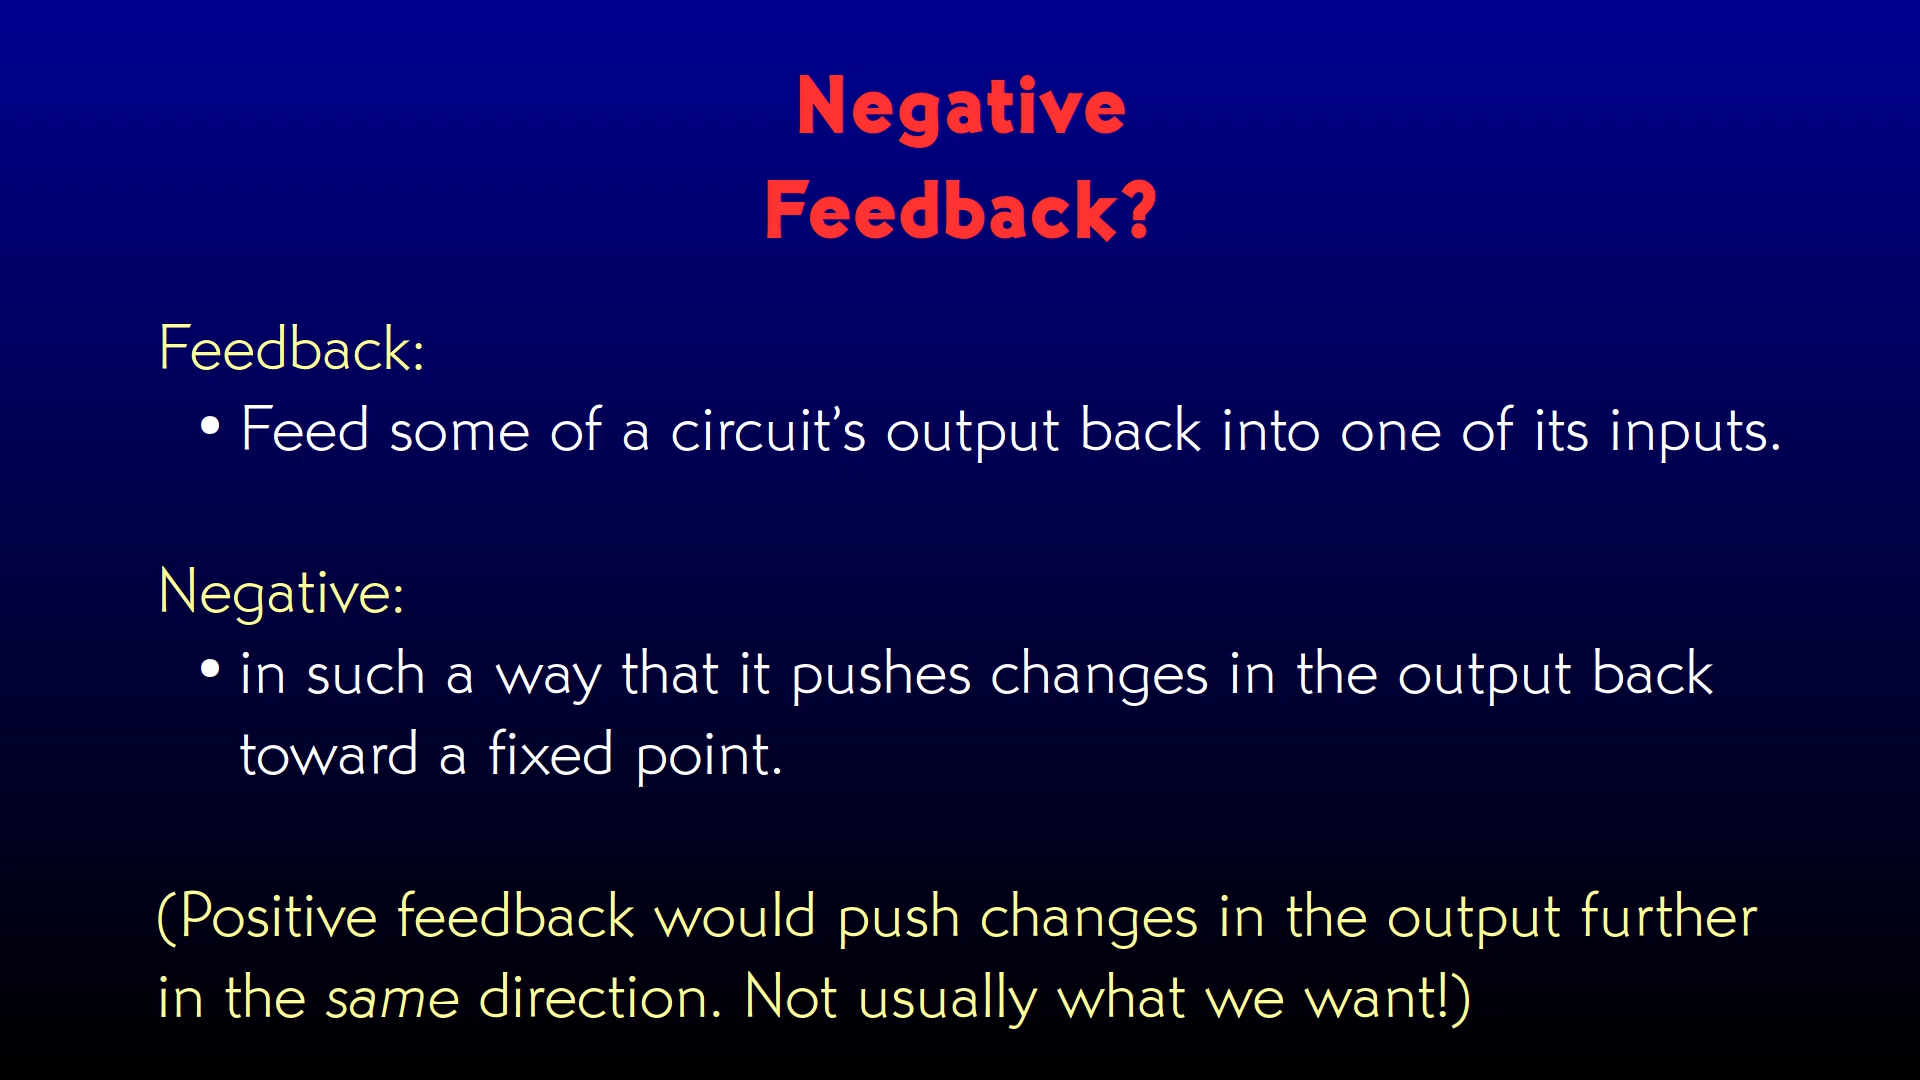 Negative
Feedback?
Feedback:
• Feed some of a circuit’s output back into one of its inputs.
Negative:
• in such a way that it pushes changes in the output back
toward a fixed point.
(Positive feedback would push changes in the output further
in the same direction. Not usually what we want!)